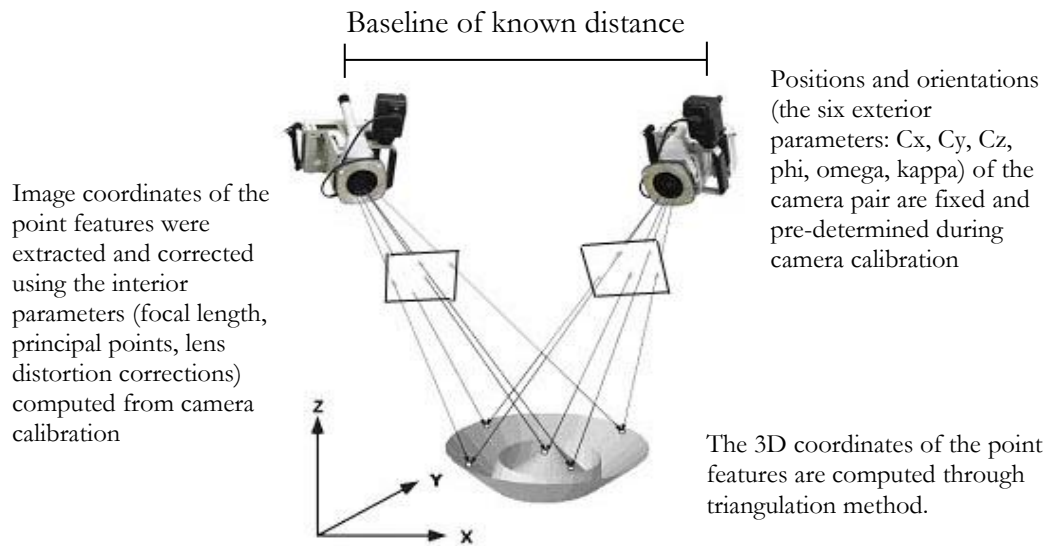 Baseline of known distance
Positions and orientations
(the six exterior
parameters: Cx, Cy, Cz,
phi, omega, kappa) of the
camera pair are fixed and
pre-determined during
camera calibration
Image coordinates of the
point features were
extracted and corrected
using the interior
parameters (focal length,
principal points, lens
distortion corrections)
computed from camera
calibration
Z
Y
X
The 3D coordinates of the point
features are computed through
triangulation method.